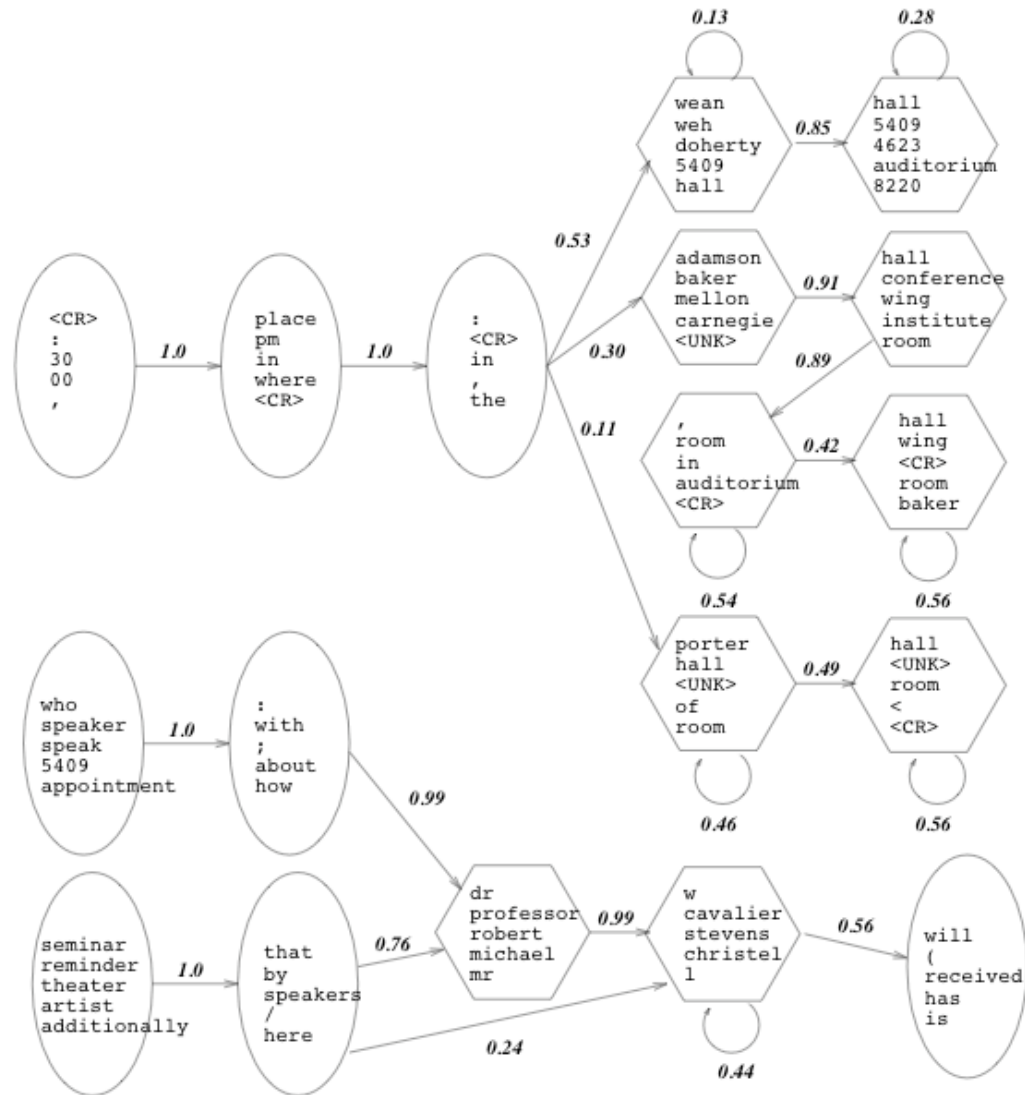 0.13
0.28
wean
weh
doherty
5409
hall
0.85
hall
5409
4623
auditorium
8220
0.53
<CR>
:
30
00
,
1.0
place
pm
in
where
<CR>
1.0
:
<CR>
in
,
the
0.30
adamson
baker
mellon
carnegie
<UNK>
0.91
hall
conference
wing
institute
room
0.89
0.11
,
room
in
auditorium
<CR>
0.42
hall
wing
<CR>
room
baker
0.54
0.56
porter
hall
<UNK>
of
room
0.49
hall
<UNK>
room
<
<CR>
0.46
0.56
who
speaker
speak
5409
appointment
1.0
:
with
;
about
how
0.99
seminar
reminder
theater
artist
additionally
1.0
that
by
speakers
/
here
0.76
0.24
dr
professor
robert
michael
mr
0.99
w
cavalier
stevens
christel
l
0.44
0.56
will
(
received
has
is